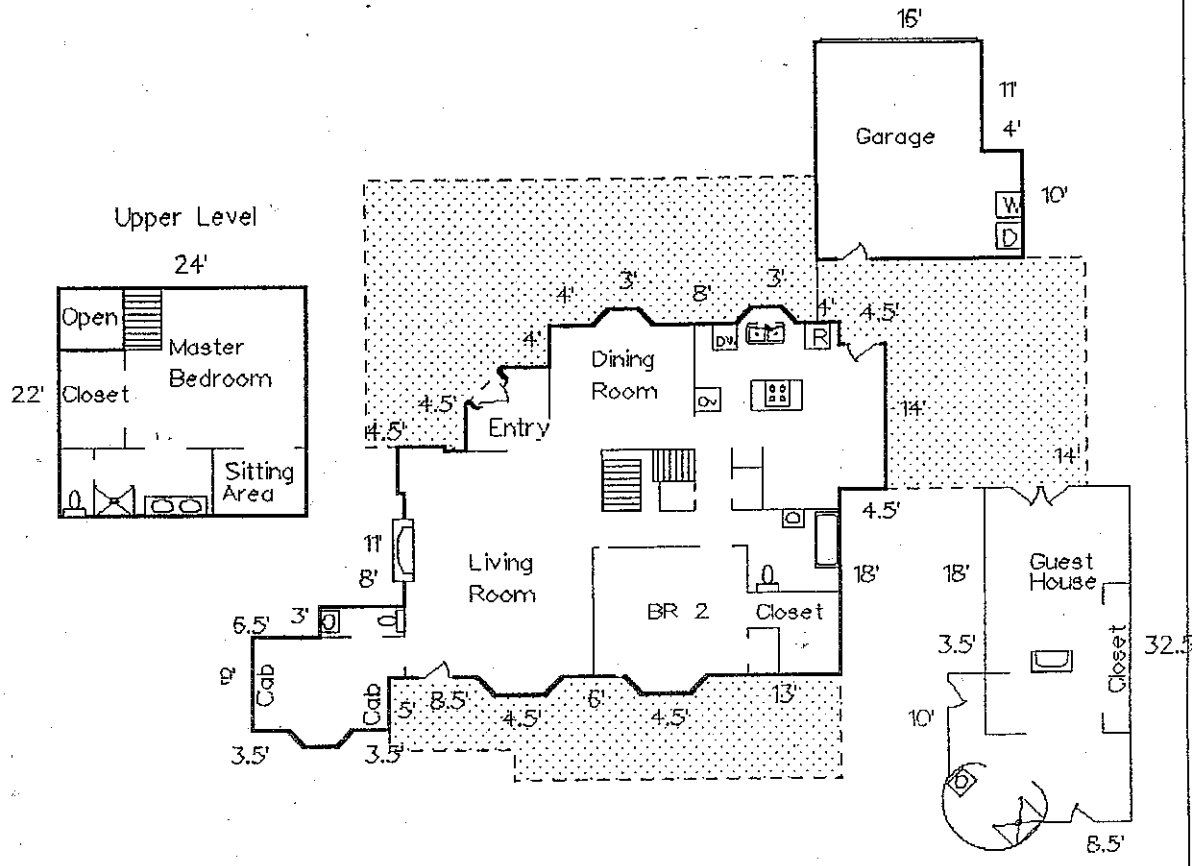 16'
11'
4'
Garage
W
10'
D
Upper Level
24'
3'
3'
4'
8'
4'
4.5'
Open
4'
DW
R
Master
Bedroom
Dining
Room
22'
Closet
Ov
4.5'
14'
4.5'
Entry
14'
Sitting
Area
4.5'
11'
Living
Room
8'
18'
18'
Guest
House
3'
BR 2
Closet
6.5'
3.5'
Closet
32.5
Cab
Cab
5'
8.5'
6'
13'
10'
4.5'
4.5'
3.5'
3.5'
8.5'